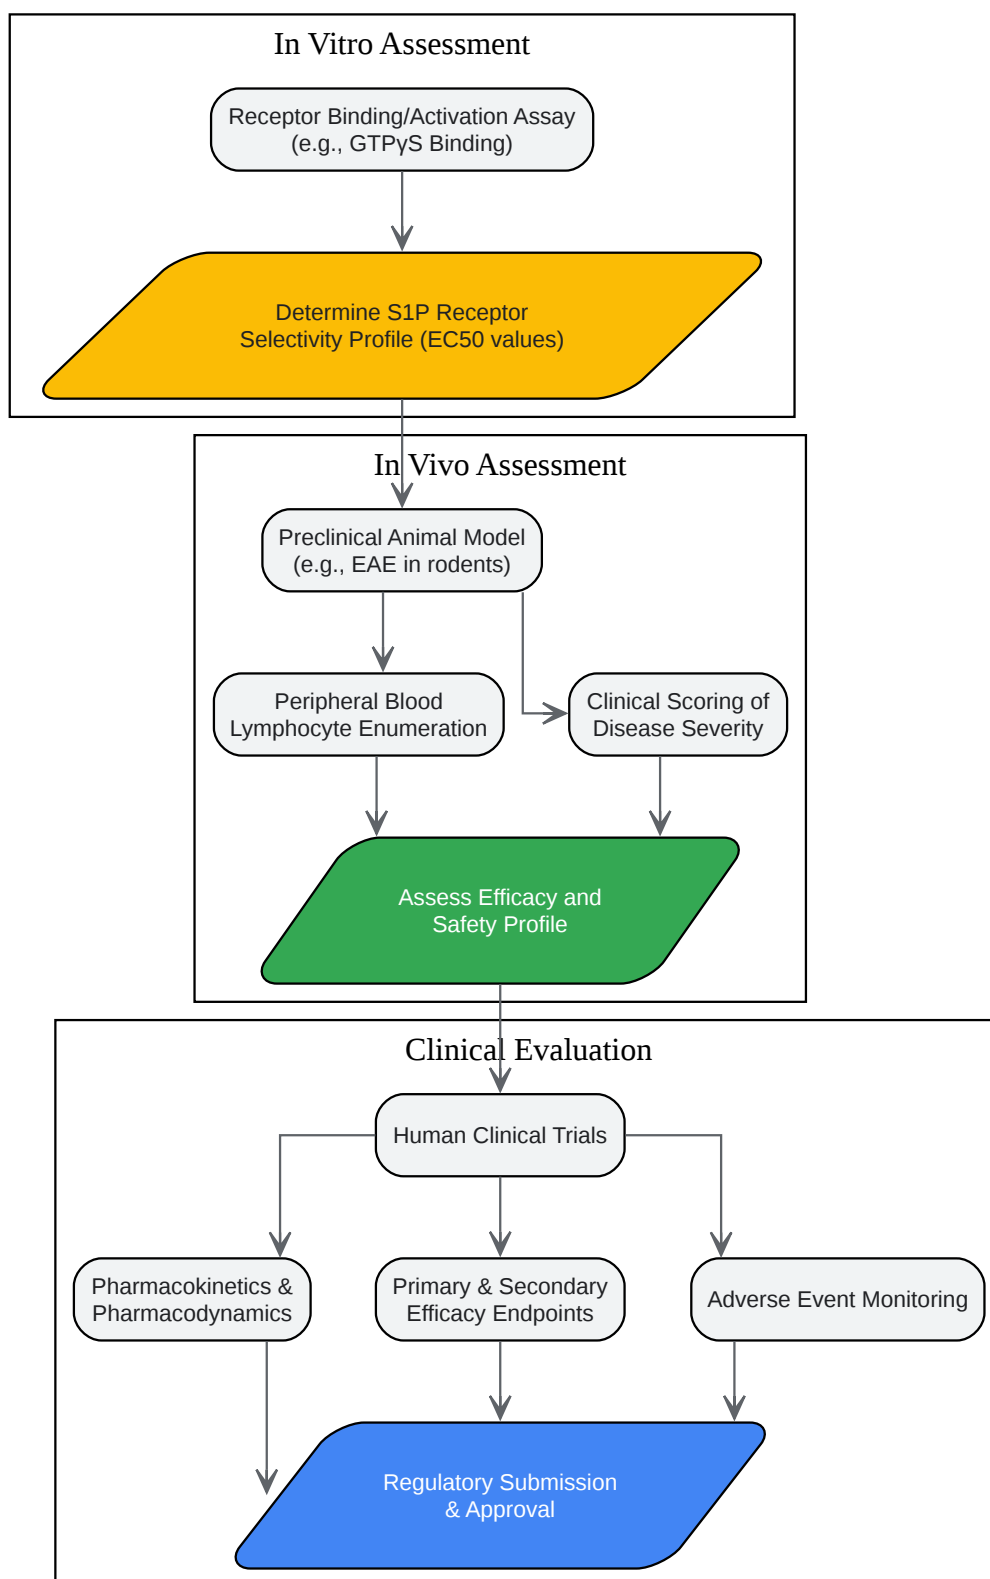 In Vitro Assessment
Receptor Binding/Activation Assay
(e.g., GTPγS Binding)
Determine S1P Receptor
Selectivity Profile (EC50 values)
In Vivo Assessment
Preclinical Animal Model
(e.g., EAE in rodents)
Peripheral Blood
Lymphocyte Enumeration
Clinical Scoring of
Disease Severity
Assess Efficacy and
Safety Profile
Clinical Evaluation
Human Clinical Trials
Pharmacokinetics &
Pharmacodynamics
Primary & Secondary
Efficacy Endpoints
Adverse Event Monitoring
Regulatory Submission
& Approval